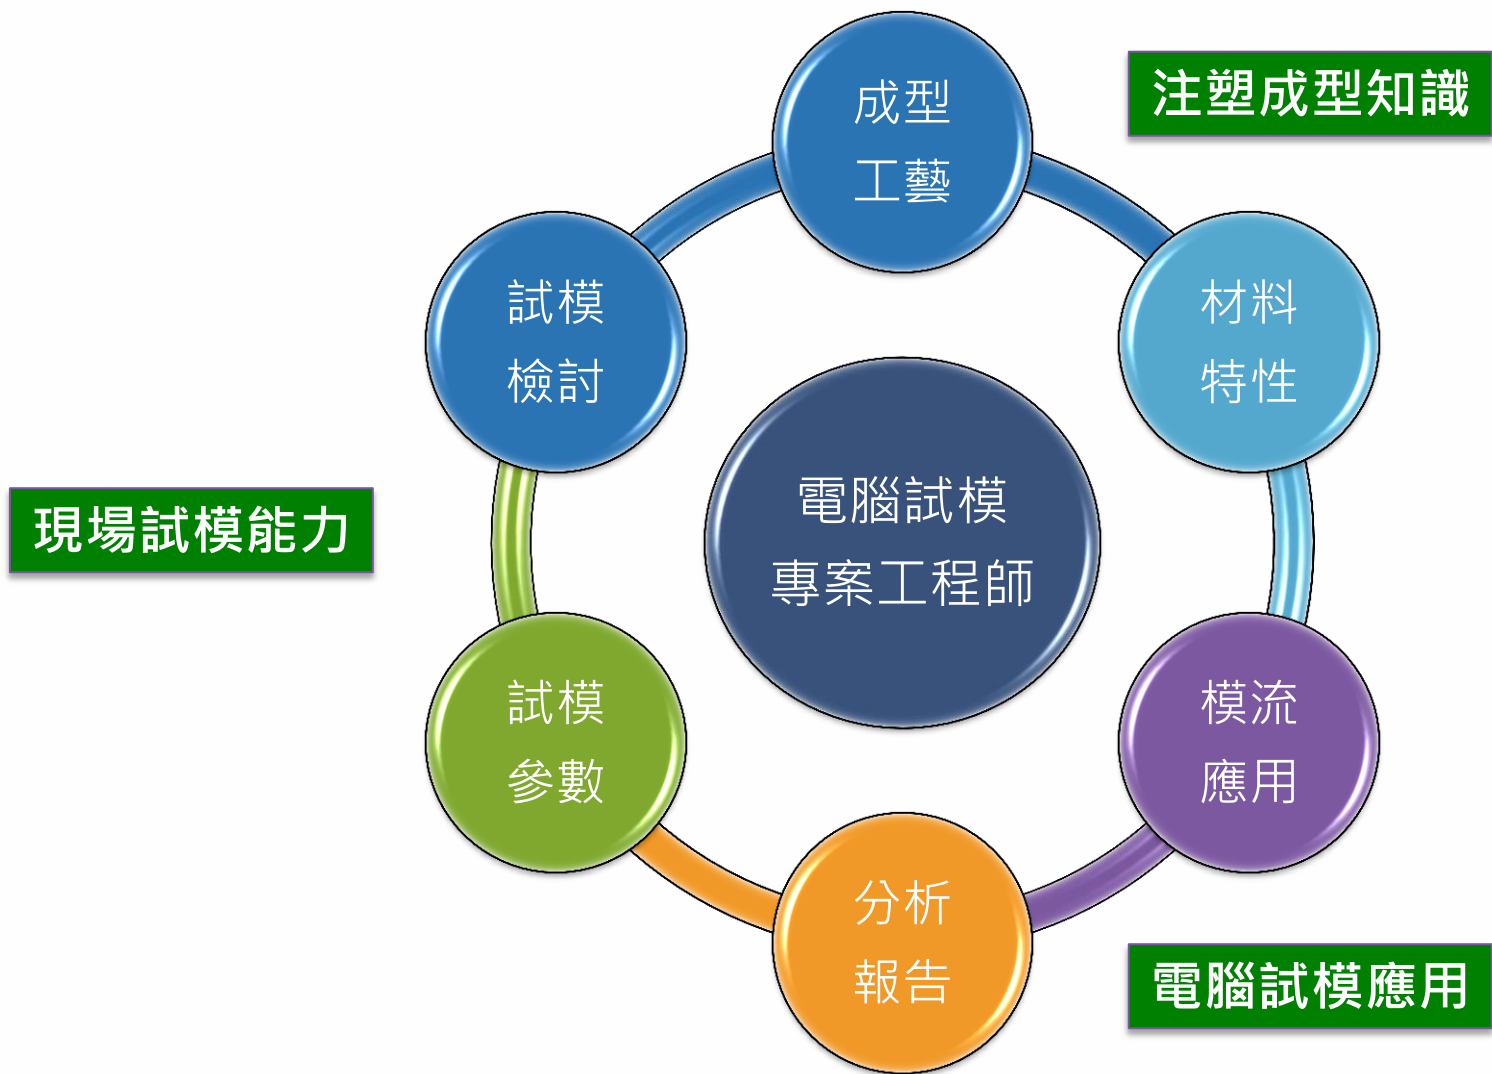 成型
工藝
注塑成型知識
材料
特性
試模
檢討
電腦試模
專案工程師
現場試模能力
試模
參數
模流
應用
分析
報告
電腦試模應用